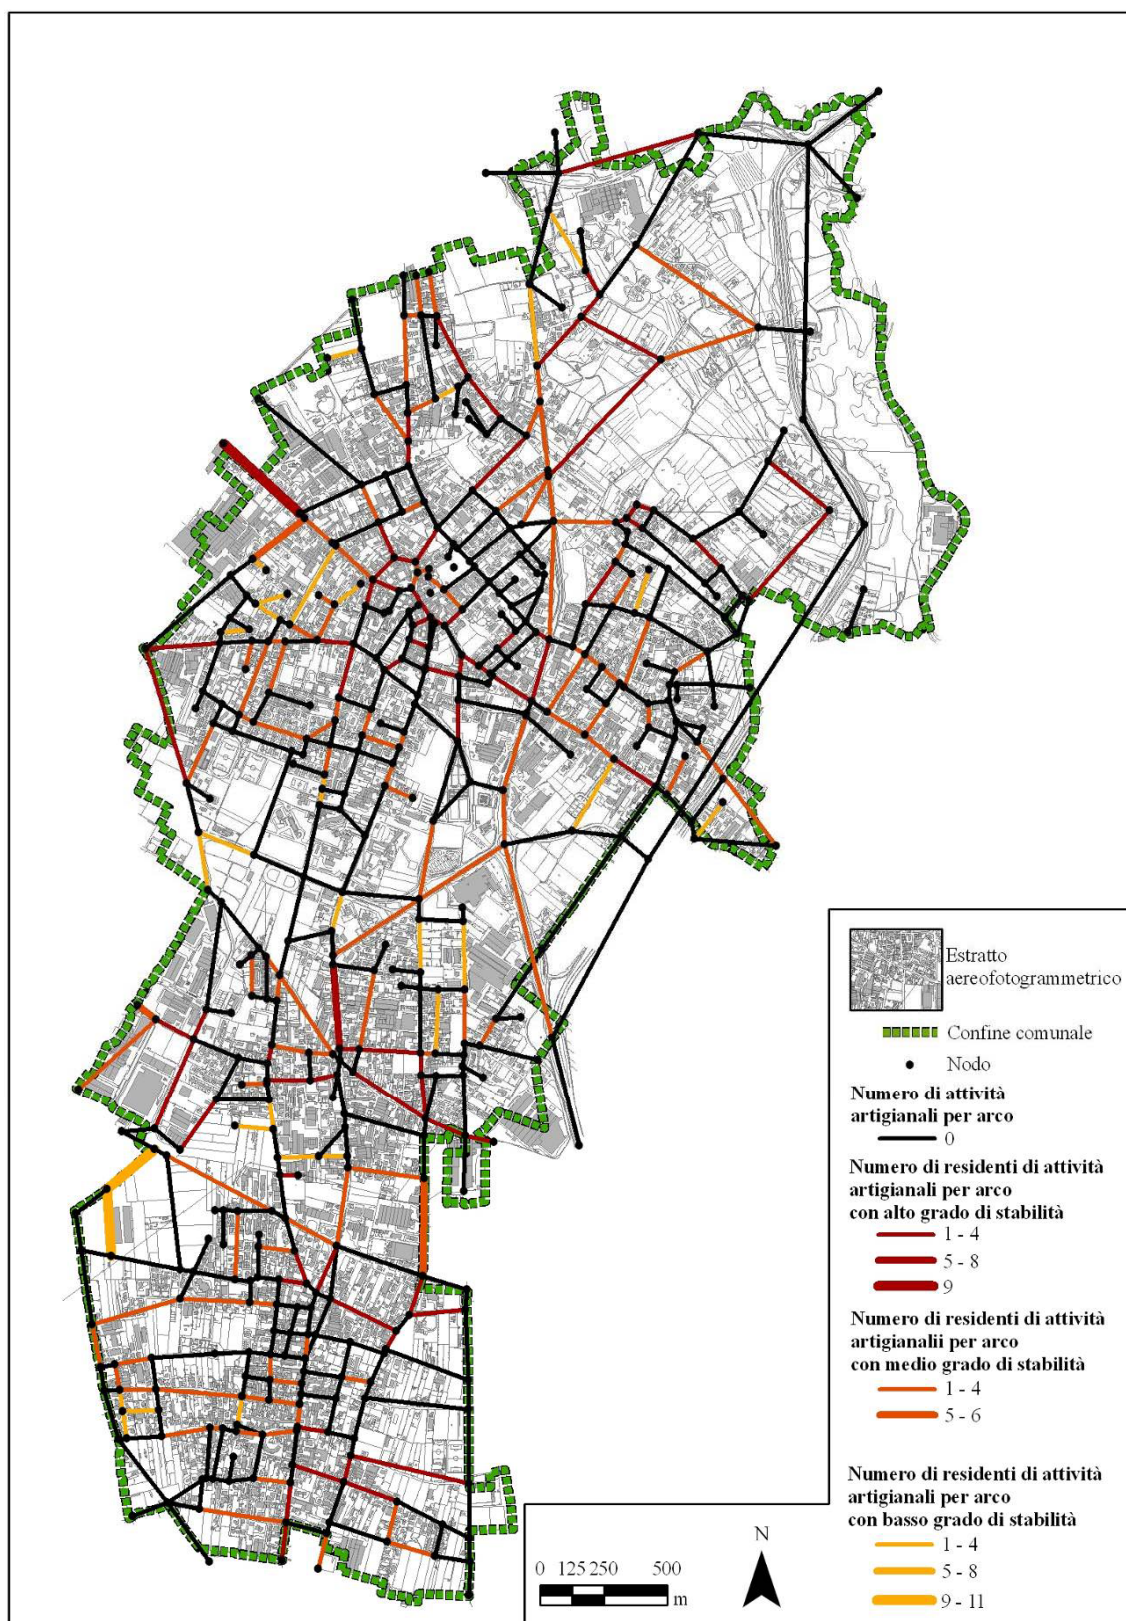 Estratto
aereofotogrammetrico
Confine comunale
Nodo
Numero di attività
artigianali per arco
0
Numero di residenti di attività
artigianali per arco
con alto grado di stabilità
1 - 4
5 - 8
9
Numero di residenti di attività
artigianalii per arco
con medio grado di stabilità
1 - 4
5 - 6
Numero di residenti di attività
artigianali per arco
con basso grado di stabilità
1 - 4
5 - 8
9 - 11
N
0 125 250 500
m